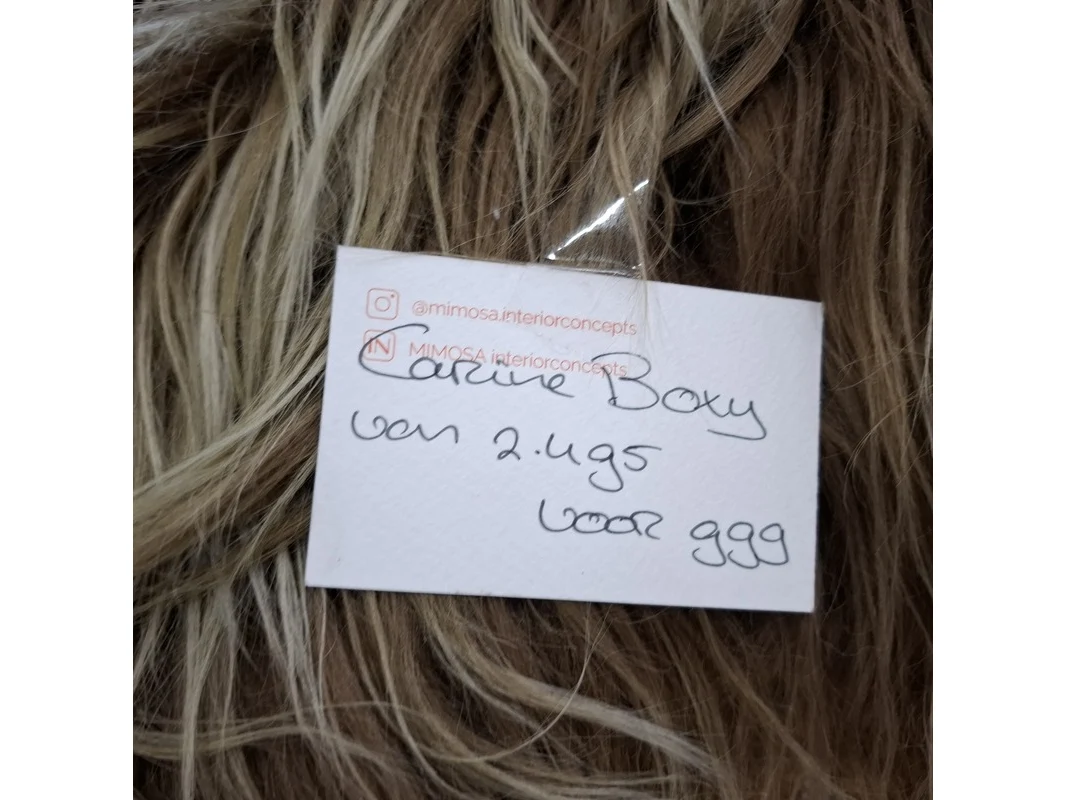 @mimosa.interiorconcepts
MIMOSA interiorconcepts
Carine Boxy
van 2.495
voor 999